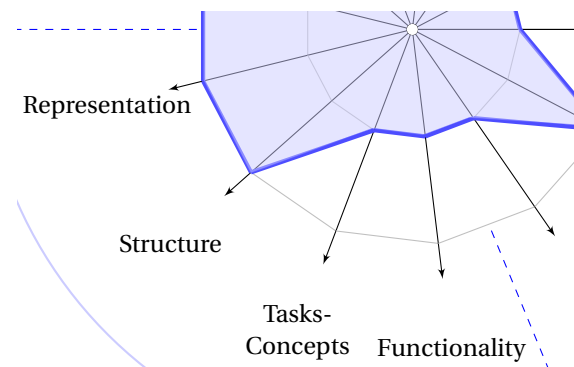 Representation
Structure
Tasks-
Concepts
Functionality